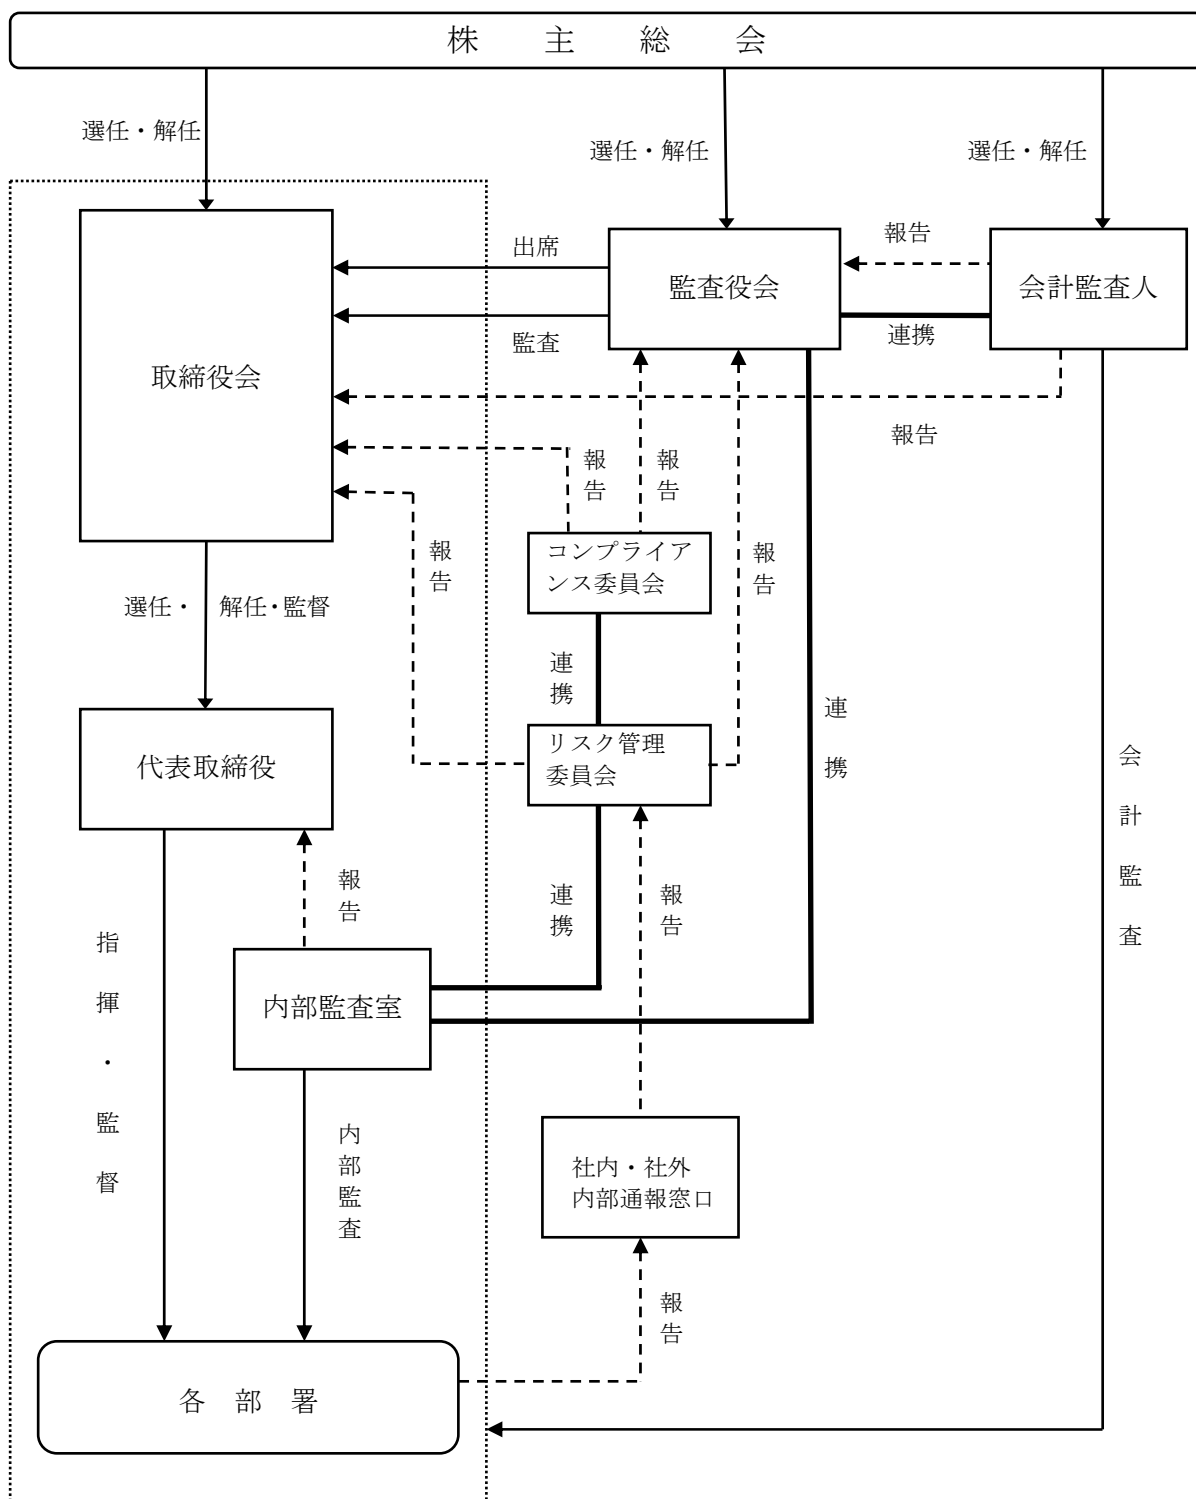 株　主　総　会
選任・解任
選任・解任
選任・解任
取締役会
出席
監査
監査役会
報告
連携
会計監査人
報告
報告
報告
報告
報告
コンプライア
ンス委員会
選任・　解任・監督
連携
連携
代表取締役
リスク管理
委員会
会計監査
報告
連携
報告
指揮・監督
内部監査室
内部監査
社内・社外
内部通報窓口
報告
各　部　署